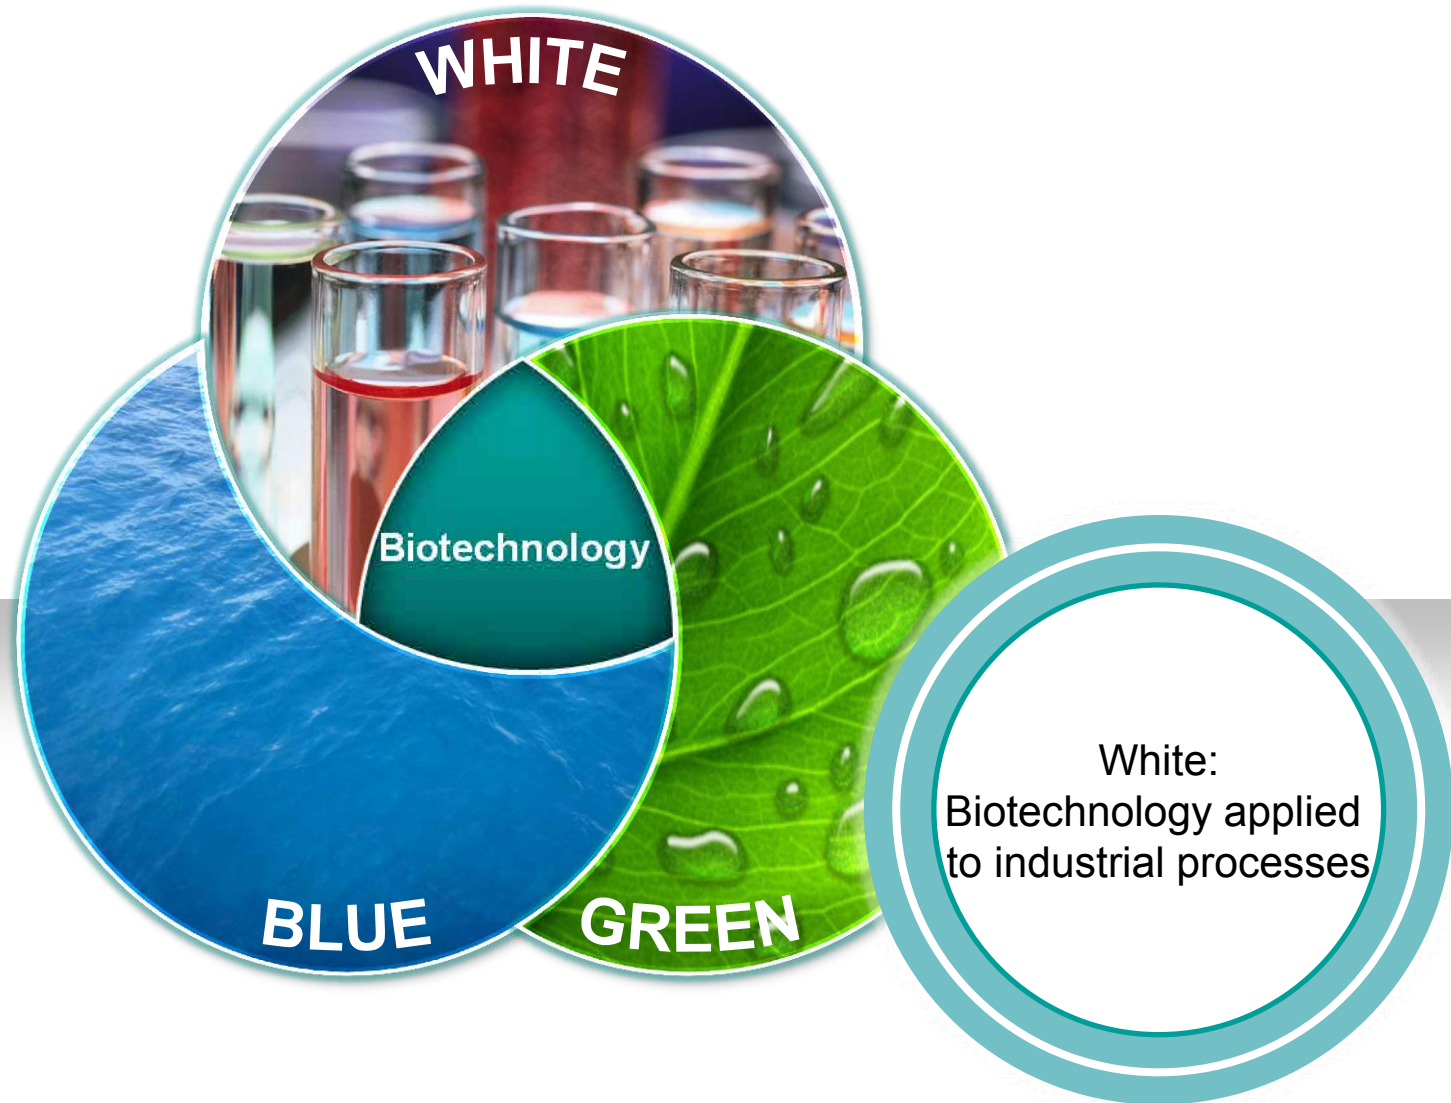 WHITE
Biotechnology
BLUE
GREEN
White:
Biotechnology applied
to industrial processes